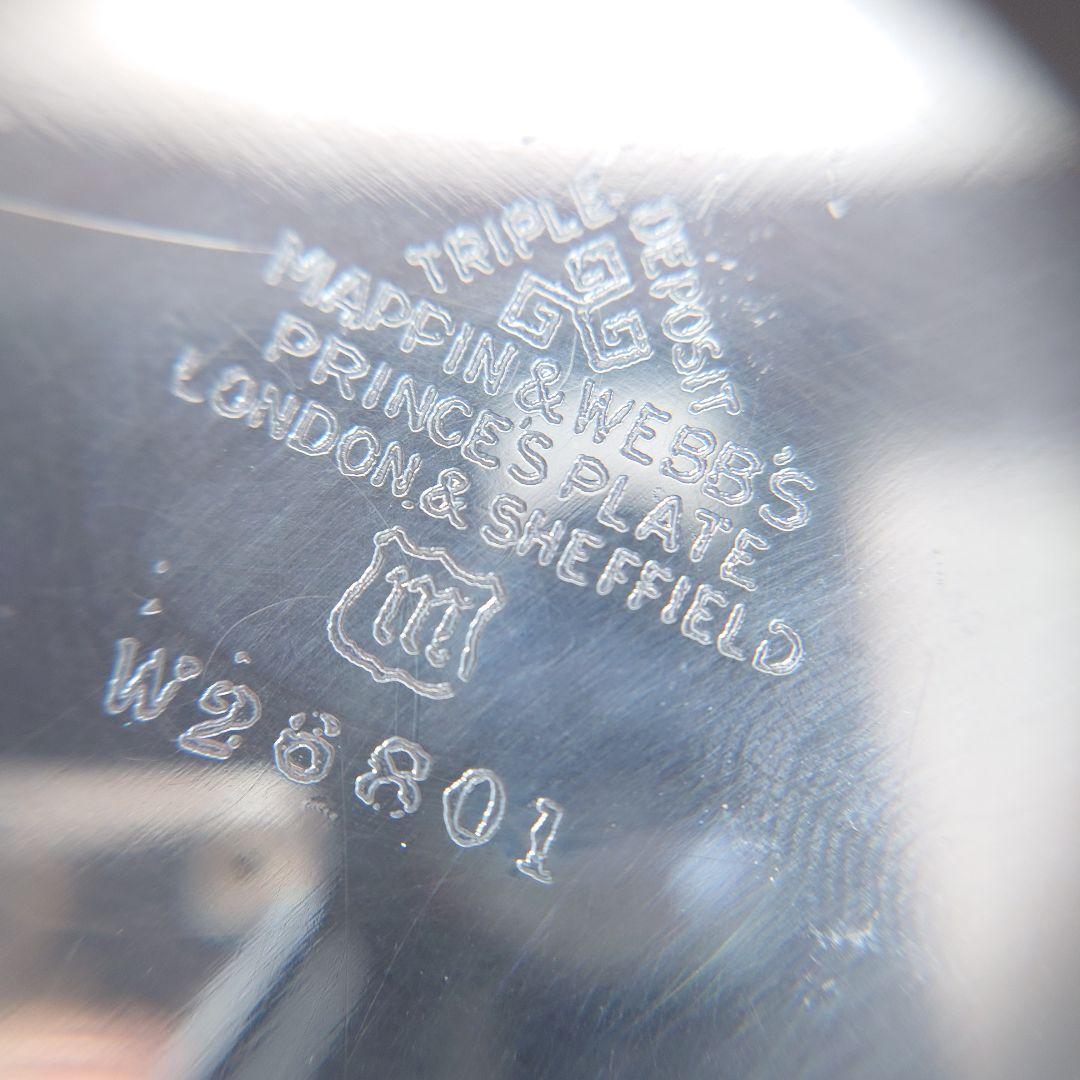 TRIPLE DEPOSIT
MAPPIN & WEBB'S
PRINCE'S PLATE
LONDON & SHEFFIELD
m
W28801